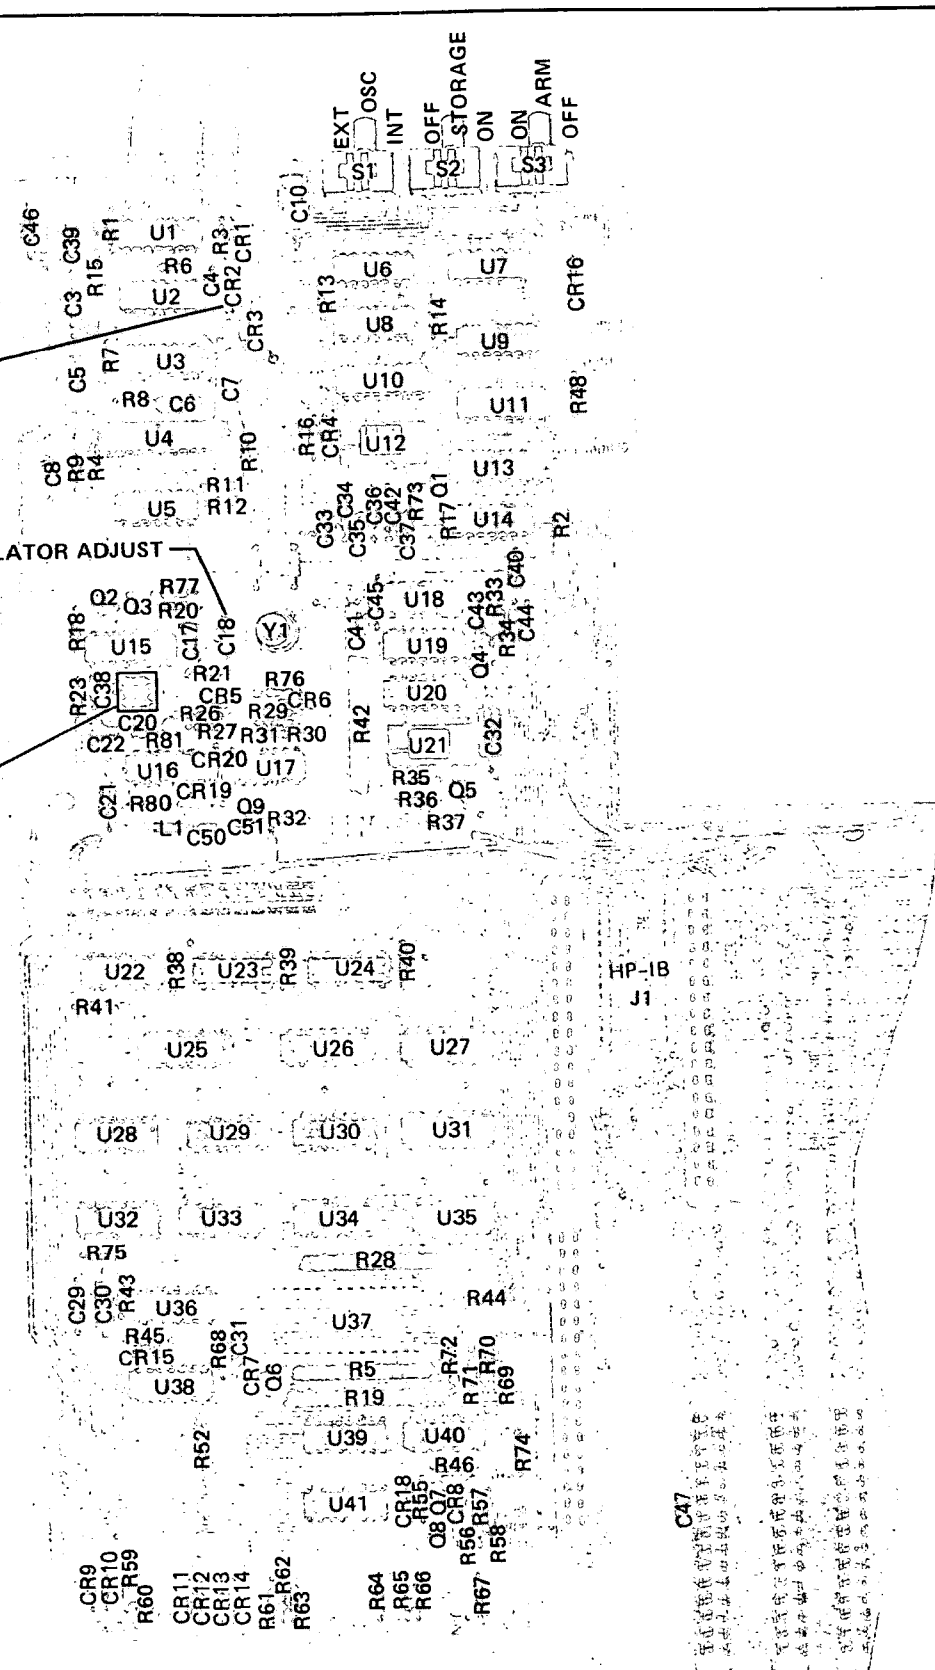 EXT
OSC
INT
OFF
STORAGE
ON
ON
ARM
OFF
S1
S2
S3
C46
C39
R1
U1
R3
CR1
C10
R15
R6
C4
CR2
U6
U7
C3
U2
R13
CR16
CR3
U8
R14
U9
C5
R7
U3
R8
C6
C7
U10
U11
R48
U4
R10
R16
CR4
U12
C8
R9
R4
U13
R11
R12
U5
C33
C34
C35
C36
C42
C37
R73
R17
Q1
U14
R2
LATOR ADJUST
Q2
Q3
R77
R20
R18
U15
C17
C18
Y1
C41
C45
U18
C43
R33
C40
C44
R34
U19
Q4
R23
C38
R21
CR5
R76
CR6
U20
C20
R26
R29
C22
R81
R27
R31
R30
R42
U21
C32
U16
CR20
U17
R35
R36
Q5
C21
R80
CR19
Q9
L1
C50
C51
R32
R37
U22
R38
U23
R39
U24
R40
HP-IB
J1
R41
U25
U26
U27
U28
U29
U30
U31
U32
U33
U34
U35
R75
R28
C29
C30
R43
U36
R44
U37
R45
CR15
R68
C31
CR7
Q6
R5
R19
R72
R71
R70
R69
U38
R52
U39
U40
R74
R46
U41
CR18
R55
Q8
Q7
CR8
R56
R57
R58
C47
CR9
CR10
R59
R60
CR11
CR12
CR13
CR14
R61
R62
R63
R64
R65
R66
R67